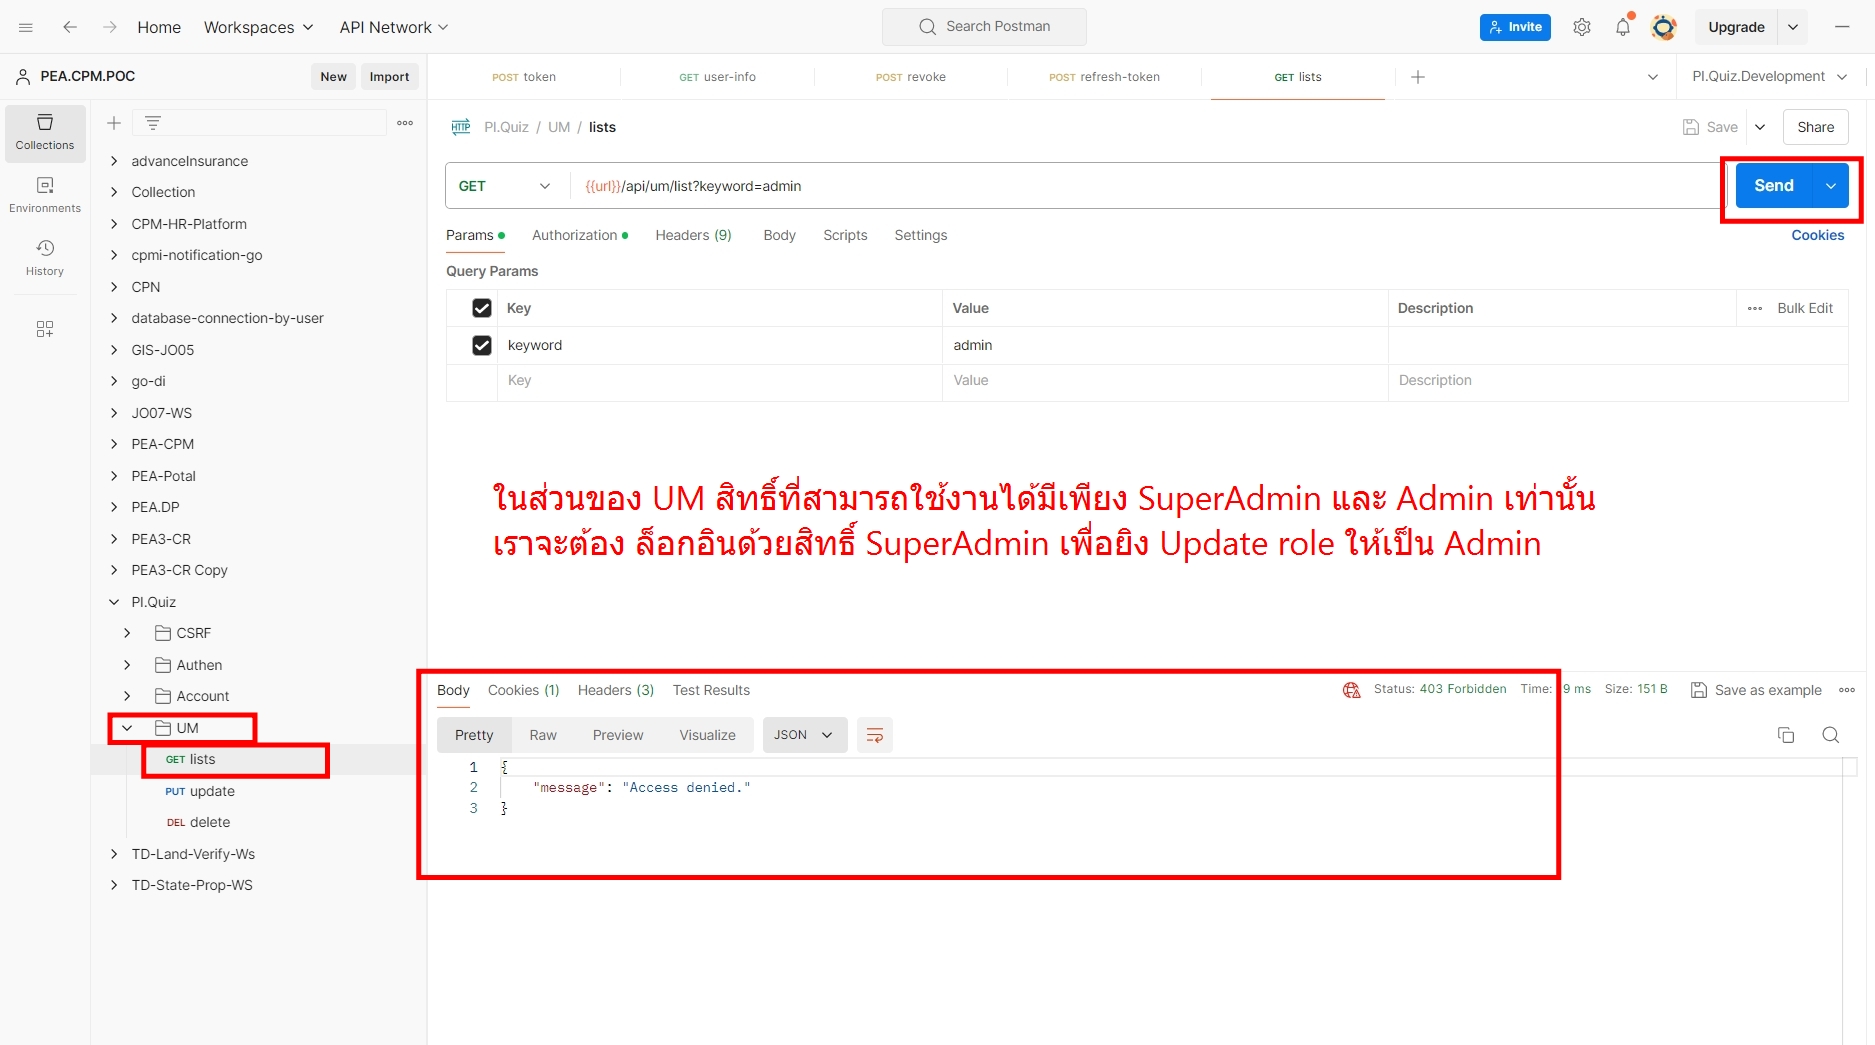 Home
Workspaces
API Network
Search Postman
Invite
Upgrade
PEA.CPM.POC
New
Import
POST token
GET user-info
POST revoke
POST refresh-token
GET lists
PI.Quiz.Development
Collections
Environments
History
advanceInsurance
Collection
CPM-HR-Platform
cpmi-notification-go
CPN
database-connection-by-user
GIS-JO05
go-di
JO07-WS
PEA-CPM
PEA-Potal
PEA.DP
PEA3-CR
PEA3-CR Copy
PI.Quiz
CSRF
Authen
Account
UM
GET lists
PUT update
DEL delete
TD-Land-Verify-Ws
TD-State-Prop-WS
HTTP PI.Quiz / UM / lists
Save
Share
GET {{url}}/api/um/list?keyword=admin
Send
Params Authorization Headers (9) Body Scripts Settings
Cookies
Query Params
Key Value Description Bulk Edit
keyword admin
Key Value Description
ในส่วนของ UM สิทธิ์ที่สามารถใช้งานได้มีเพียง SuperAdmin และ Admin เท่านั้น
เราจะต้อง ล็อกอินด้วยสิทธิ์ SuperAdmin เพื่อยิง Update role ให้เป็น Admin
Body Cookies (1) Headers (3) Test Results
Status: 403 Forbidden Time: 9 ms Size: 151 B Save as example
Pretty Raw Preview Visualize JSON
1 {
2 "message": "Access denied."
3 }